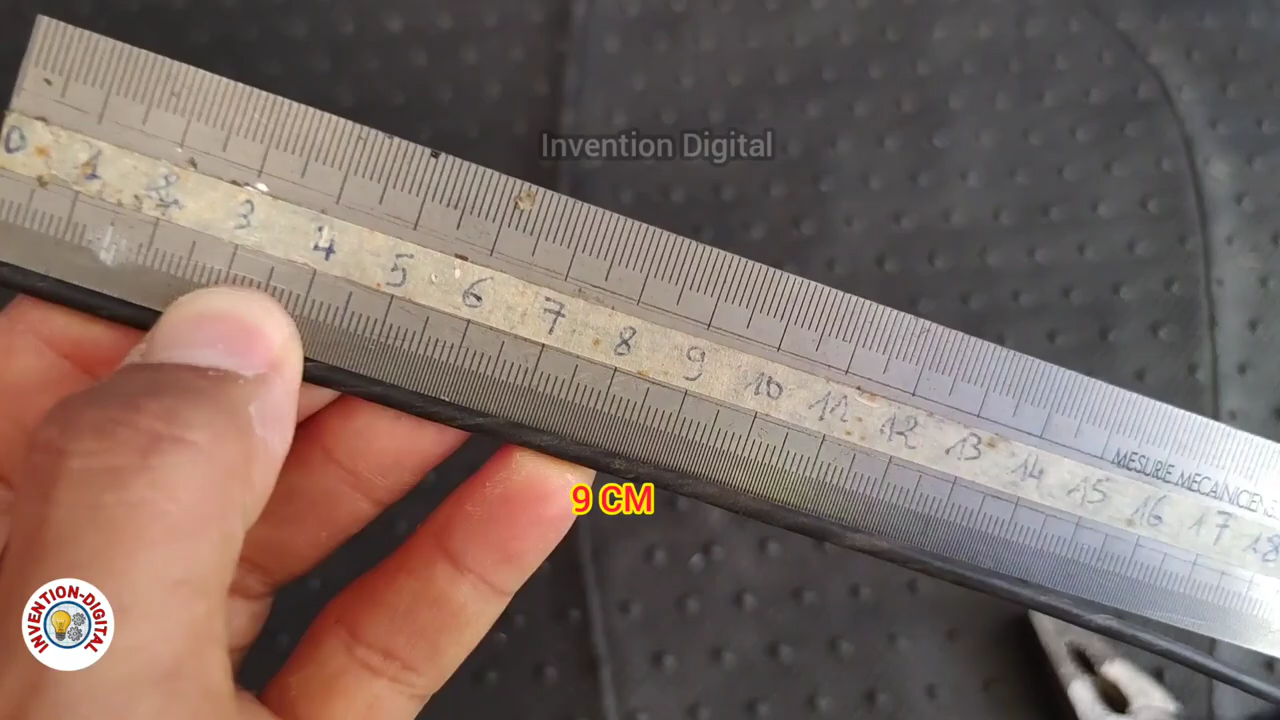 Invention Digital
0 1 2 3 4 5 6 7 8 9 10 11 12 13 14 15 16 17 18
MESURE MECANICIENS
9 CM
INVENTION-DIGITAL